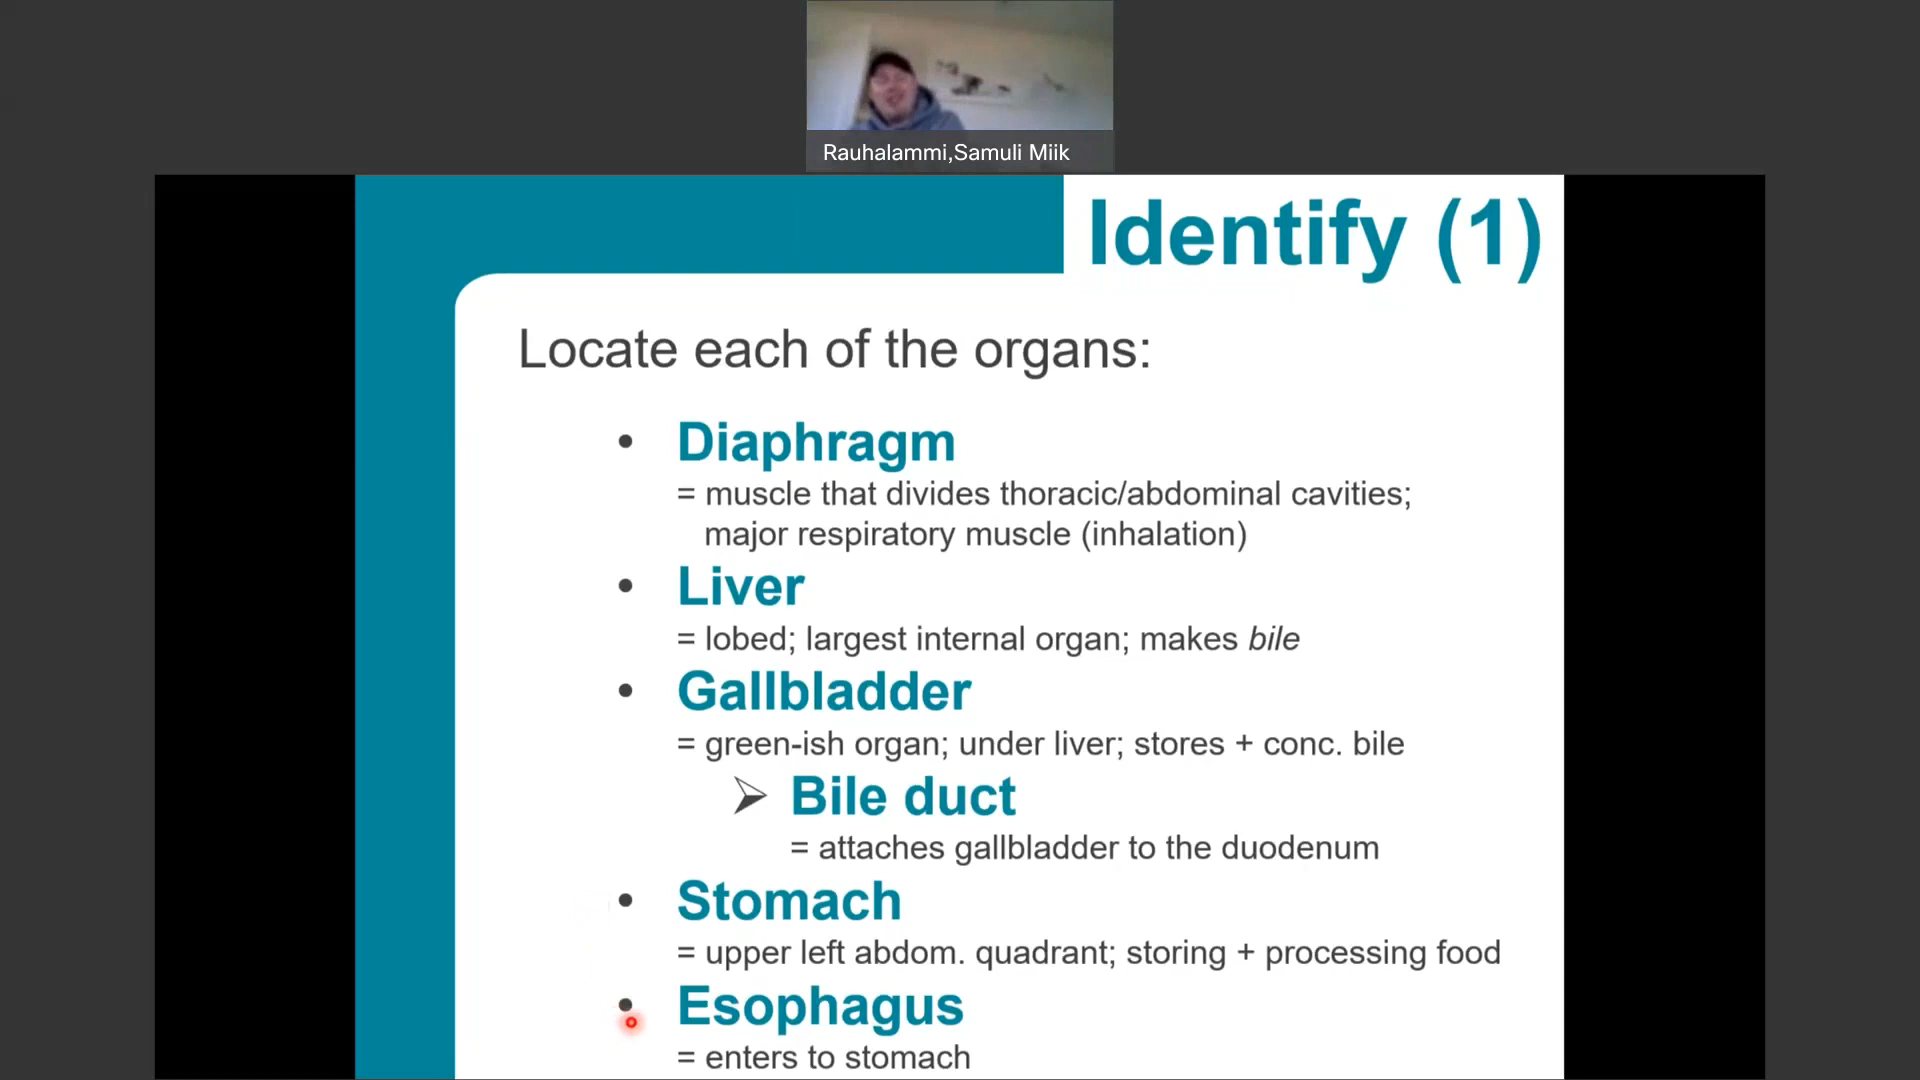 Rauhalammi,Samuli Miik
Identify (1)
Locate each of the organs:
• Diaphragm
= muscle that divides thoracic/abdominal cavities;
major respiratory muscle (inhalation)
• Liver
= lobed; largest internal organ; makes bile
• Gallbladder
= green-ish organ; under liver; stores + conc. bile
➢ Bile duct
= attaches gallbladder to the duodenum
• Stomach
= upper left abdom. quadrant; storing + processing food
• Esophagus
= enters to stomach